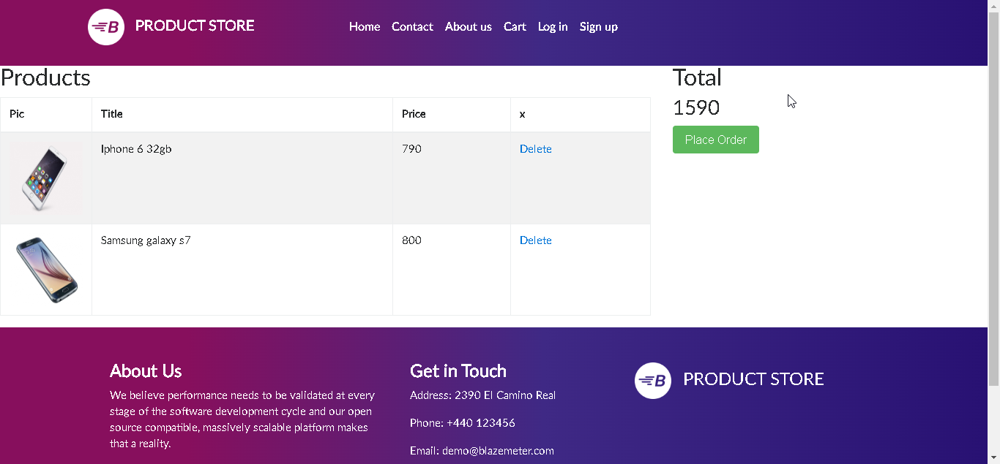 B PRODUCT STORE Home Contact About us Cart Log in Sign up
Products
Pic Title Price x
Iphone 6 32gb 790 Delete
Samsung galaxy s7 800 Delete
Total
1590
Place Order
About Us
We believe performance needs to be validated at every
stage of the software development cycle and our open
source compatible, massively scalable platform makes
that a reality.
Get in Touch
Address: 2390 El Camino Real
Phone: +440 123456
Email: demo@blazemeter.com
B PRODUCT STORE